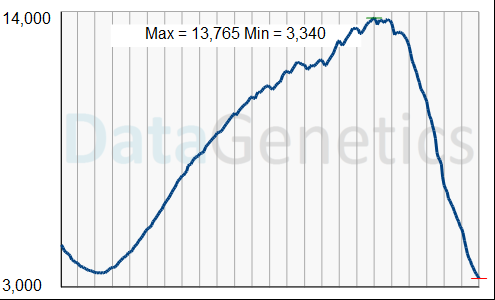 14,000
Max = 13,765 Min = 3,340
DataGenetics
3,000